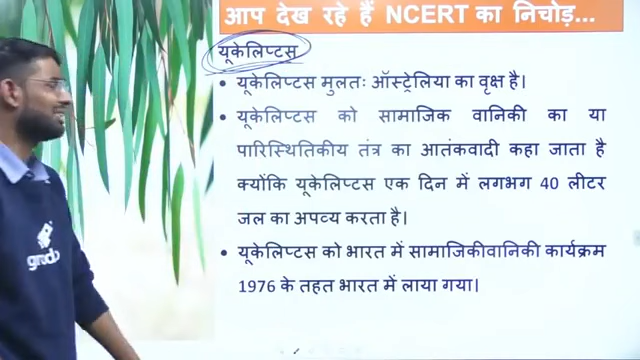 आप देख रहे हैं NCERT का निचोड़...
यूकेलिप्टस
• यूकेलिप्टस मुलतः ऑस्ट्रेलिया का वृक्ष है।
• यूकेलिप्टस को सामाजिक वानिकी का या
पारिस्थितिकीय तंत्र का आतंकवादी कहा जाता है
क्योंकि यूकेलिप्टस एक दिन में लगभग 40 लीटर
जल का अपव्य करता है।
• यूकेलिप्टस को भारत में सामाजिकीवानिकी कार्यक्रम
1976 के तहत भारत में लाया गया।